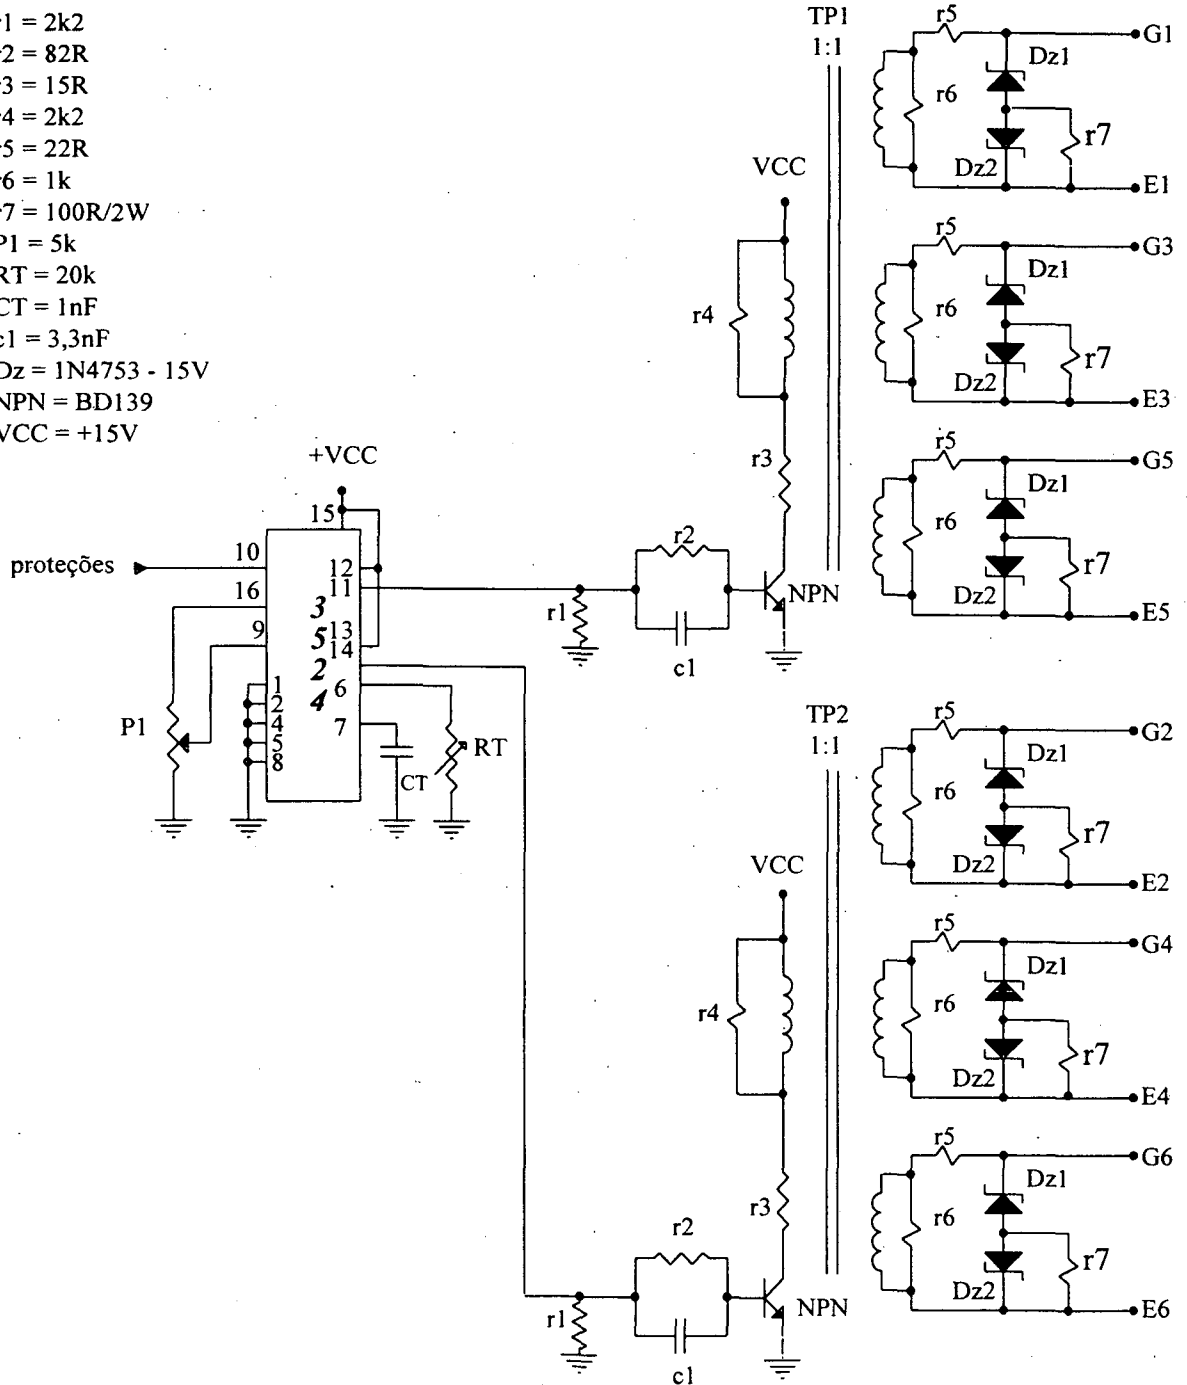 r1 = 2k2
r2 = 82R
r3 = 15R
r4 = 2k2
r5 = 22R
r6 = 1k
r7 = 100R/2W
P1 = 5k
RT = 20k
CT = 1nF
c1 = 3,3nF
Dz = 1N4753 - 15V
NPN = BD139
VCC = +15V
+VCC
15
proteções
10
16
9
1
2
4
5
8
12
11
13
14
6
7
3
5
2
4
P1
CT
RT
r1
r2
c1
NPN
r3
r4
VCC
TP1
1:1
r5
Dz1
r6
r7
Dz2
G1
E1
r5
Dz1
r6
r7
Dz2
G3
E3
r5
Dz1
r6
r7
Dz2
G5
E5
TP2
1:1
VCC
r4
r3
r2
r1
c1
NPN
r5
Dz1
r6
r7
Dz2
G2
E2
r5
Dz1
r6
r7
Dz2
G4
E4
r5
Dz1
r6
r7
Dz2
G6
E6